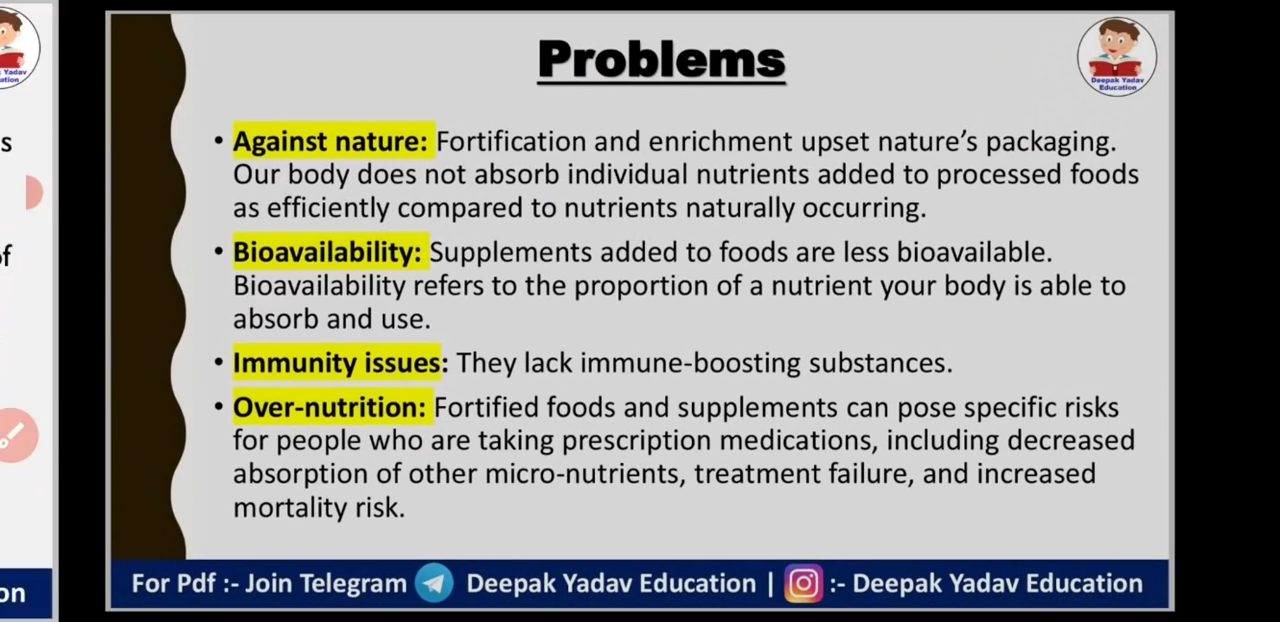 Problems
Deepak Yadav
Education
• Against nature: Fortification and enrichment upset nature’s packaging.
Our body does not absorb individual nutrients added to processed foods
as efficiently compared to nutrients naturally occurring.
• Bioavailability: Supplements added to foods are less bioavailable.
Bioavailability refers to the proportion of a nutrient your body is able to
absorb and use.
• Immunity issues: They lack immune-boosting substances.
• Over-nutrition: Fortified foods and supplements can pose specific risks
for people who are taking prescription medications, including decreased
absorption of other micro-nutrients, treatment failure, and increased
mortality risk.
For Pdf :- Join Telegram Deepak Yadav Education | :- Deepak Yadav Education